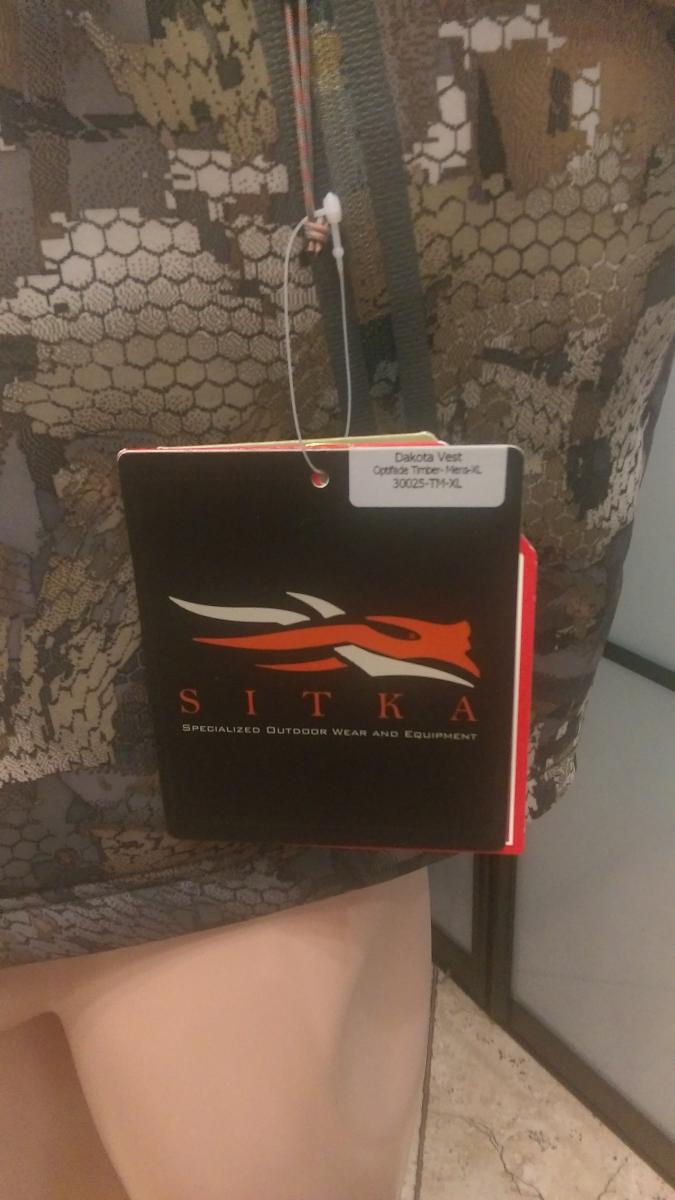 Dakota Vest
Optifade Timber- Mens-XL
30025-TM-XL
SITKA
Specialized Outdoor Wear and Equipment